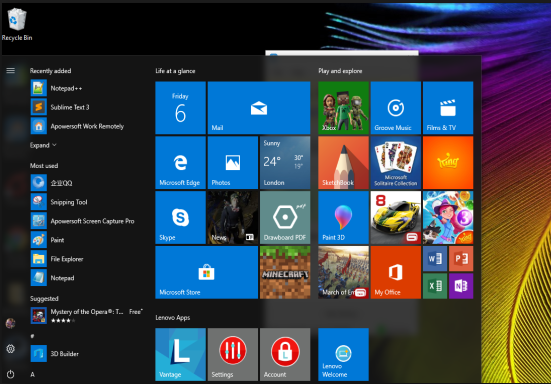 Recycle Bin
Recently added
Notepad++
Sublime Text 3
Apowersoft Work Remotely
Expand
Most used
企业QQ
Snipping Tool
Apowersoft Screen Capture Pro
Paint
File Explorer
Notepad
Suggested
Mystery of the Opera®: T... Free*
#
3D Builder
A
Life at a glance
Friday
6
Mail
Microsoft Edge
Photos
Sunny
24° 30°
19°
London
Skype
News
Drawboard PDF
Microsoft Store
MINECRAFT
Play and explore
Xbox
Groove Music
Films & TV
SketchBook
Microsoft
Solitaire Collection
King
Paint 3D
8
March of Em
My Office
W P
X N
Lenovo Apps
L
Vantage
Settings
Account
Lenovo
Welcome